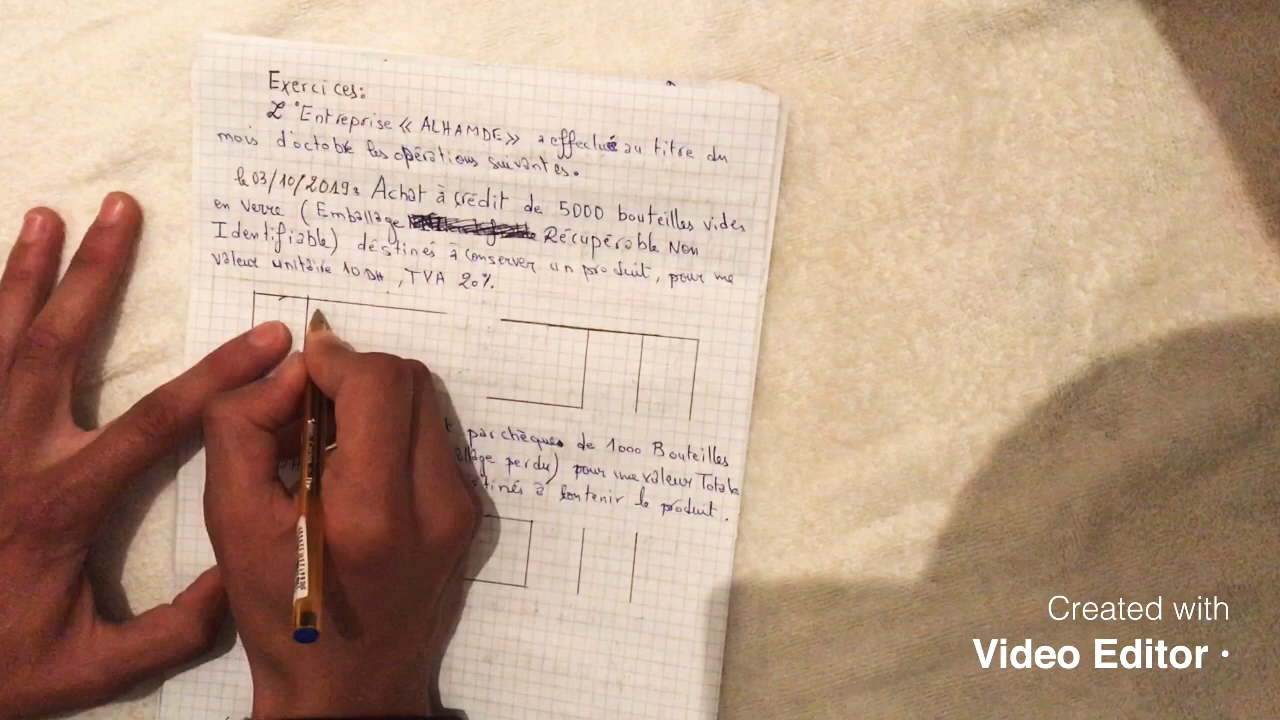 Exercices:
L'Entreprise « ALHAMDE » a effectué au titre du
mois d'octobre les opérations suivantes.
le 03/10/2019: Achat à crédit de 5000 bouteilles vides
en verre (Emballage Récupérable Non
Identifiable) déstinés à conserver un produit, pour une
valeur unitaire 10 DH, TVA 20%.
par chèques de 1000 Bouteilles
perdu) pour une valeur Totale
à contenir le produit.
Created with
Video Editor